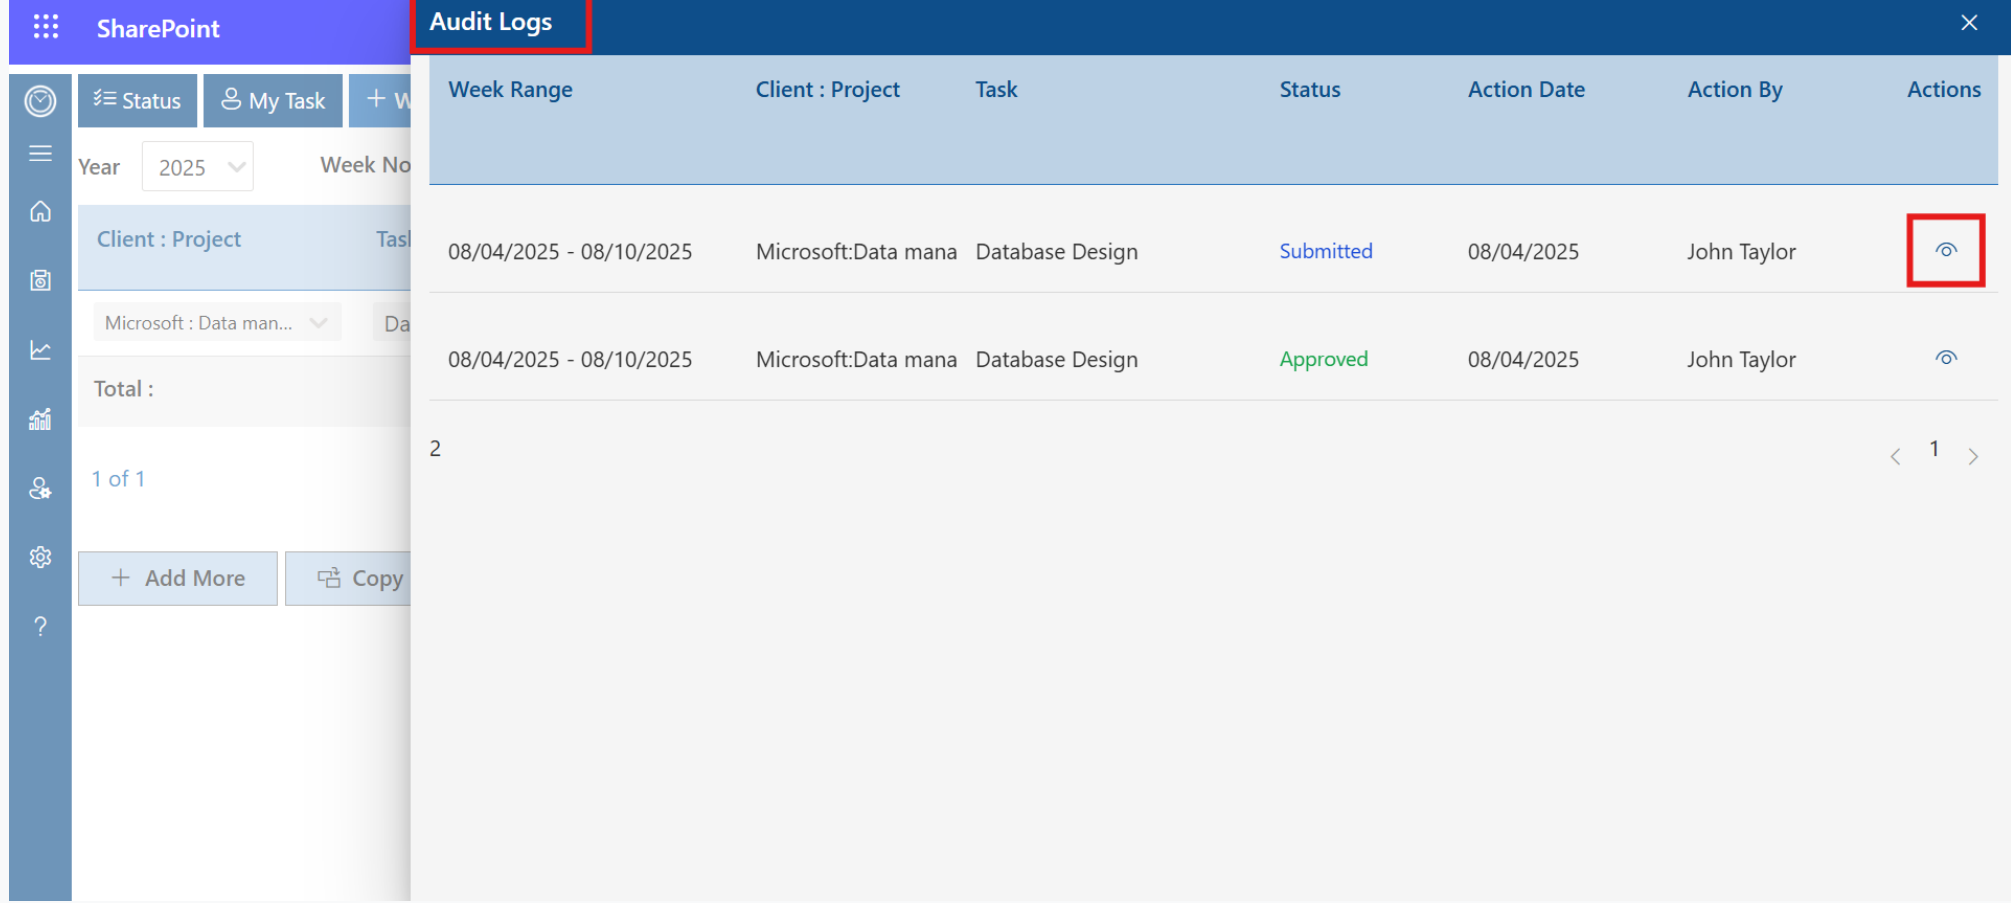 SharePoint
Status
My Task
+ W
Year
2025
Week No
Client : Project
Tas
Microsoft : Data man...
Da
Total :
1 of 1
+ Add More
Copy
?
Audit Logs
Week Range Client : Project Task Status Action Date Action By Actions
08/04/2025 - 08/10/2025 Microsoft:Data mana Database Design Submitted 08/04/2025 John Taylor
08/04/2025 - 08/10/2025 Microsoft:Data mana Database Design Approved 08/04/2025 John Taylor
2
< 1 >